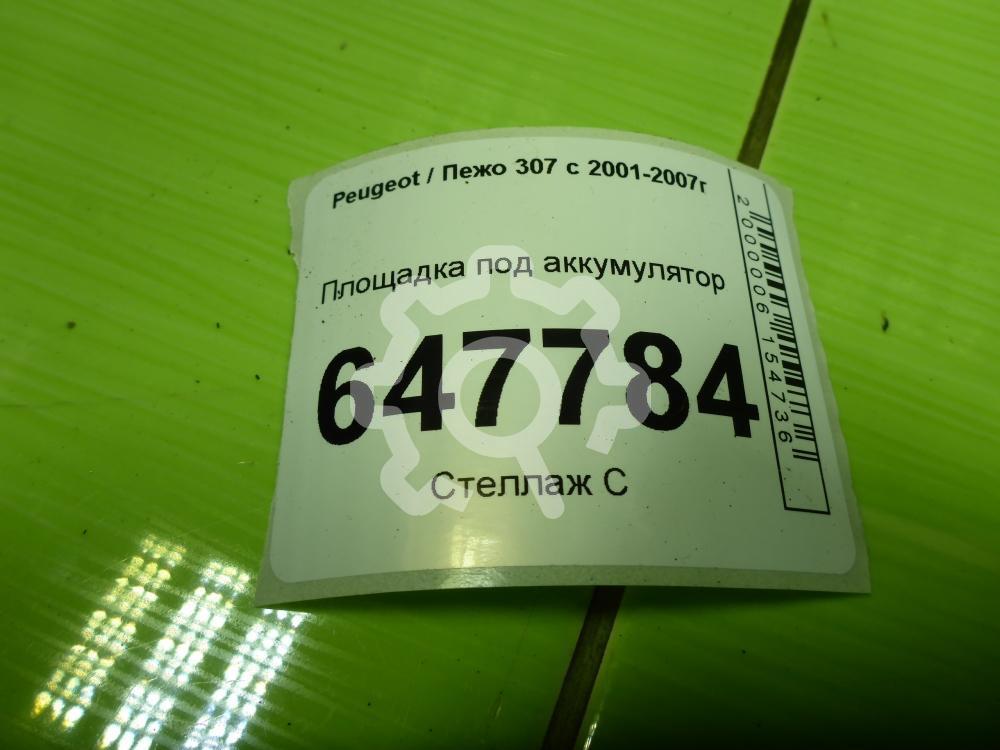 Peugeot / Пежо 307 с 2001-2007г
Площадка под аккумулятор
647784
Стеллаж С
2000006154736